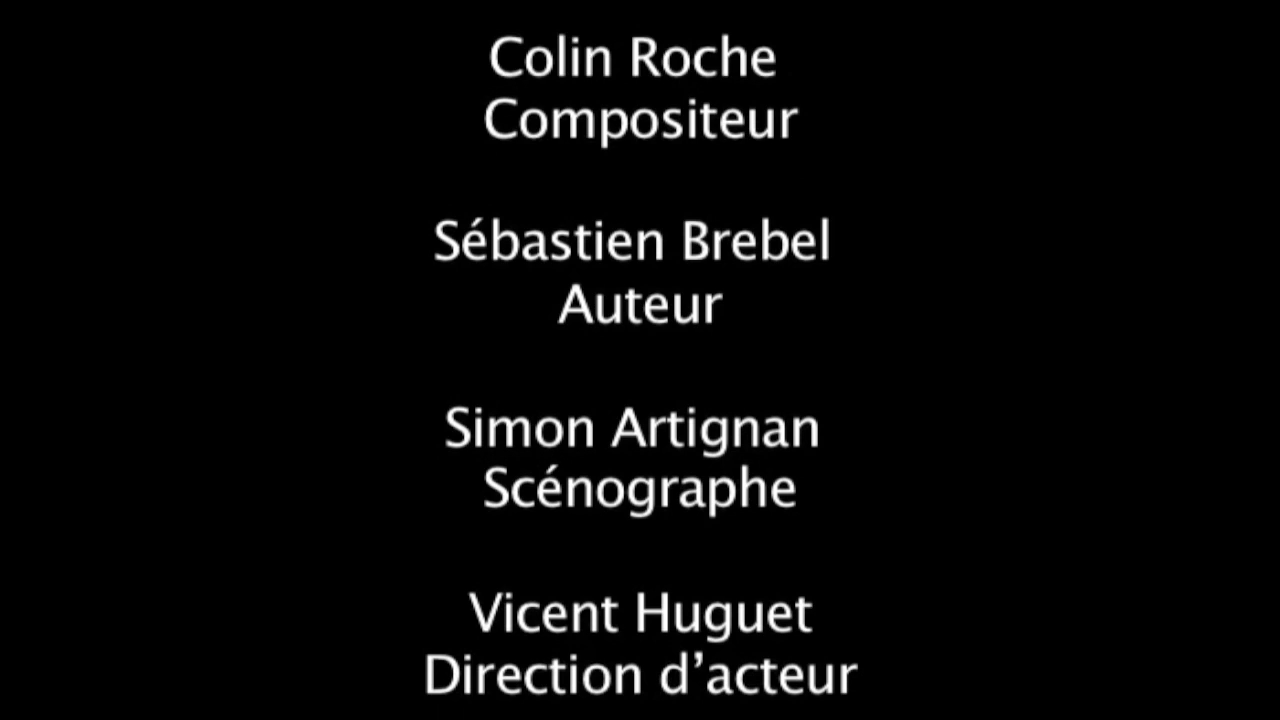 Colin Roche
Compositeur
Sébastien Brebel
Auteur
Simon Artignan
Scénographe
Vicent Huguet
Direction d’acteur